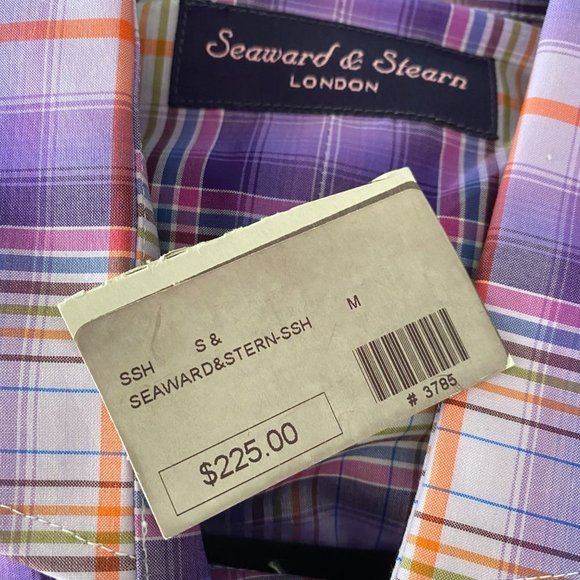 Seaward & Stearn
LONDON
SSH S & M
SEAWARD&STERN-SSH
# 3785
$225.00